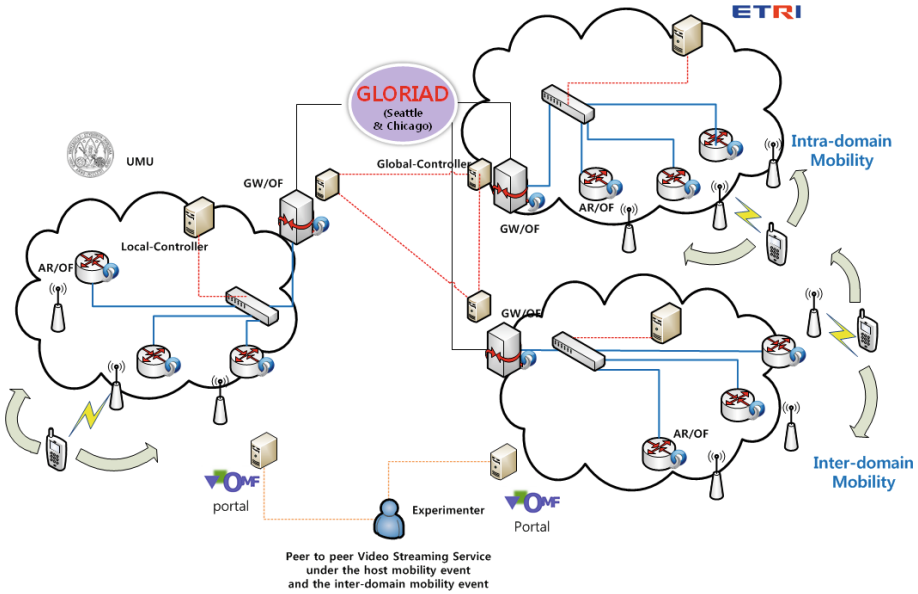 ETRI
GLORIAD
(Seattle
& Chicago)
UMU
GW/OF
Global-Controller
Intra-domain
Mobility
AR/OF
GW/OF
Local-Controller
AR/OF
GW/OF
AR/OF
Inter-domain
Mobility
OMF
portal
Experimenter
OMF
Portal
Peer to peer Video Streaming Service
under the host mobility event
and the inter-domain mobility event